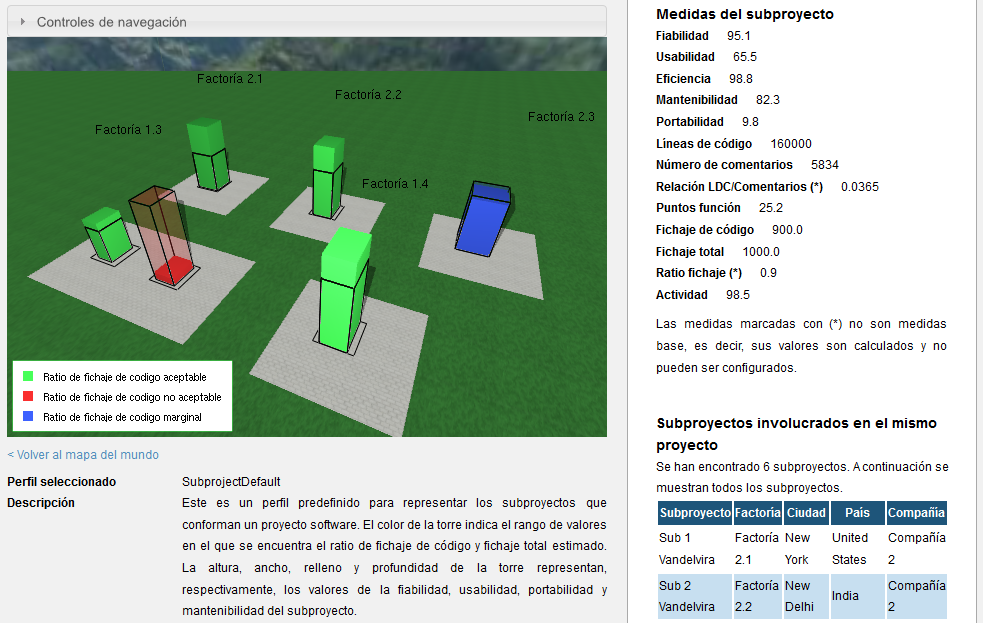 Controles de navegación
Factoría 2.1
Factoría 2.2
Factoría 2.3
Factoría 1.3
Factoría 1.4
Ratio de fichaje de codigo aceptable
Ratio de fichaje de codigo no aceptable
Ratio de fichaje de codigo marginal
< Volver al mapa del mundo
Perfil seleccionado SubprojectDefault
Descripción Este es un perfil predefinido para representar los subproyectos que
conforman un proyecto software. El color de la torre indica el rango de valores
en el que se encuentra el ratio de fichaje de código y fichaje total estimado.
La altura, ancho, relleno y profundidad de la torre representan,
respectivamente, los valores de la fiabilidad, usabilidad, portabilidad y
mantenibilidad del subproyecto.
Medidas del subproyecto
Fiabilidad 95.1
Usabilidad 65.5
Eficiencia 98.8
Mantenibilidad 82.3
Portabilidad 9.8
Líneas de código 160000
Número de comentarios 5834
Relación LDC/Comentarios (*) 0.0365
Puntos función 25.2
Fichaje de código 900.0
Fichaje total 1000.0
Ratio fichaje (*) 0.9
Actividad 98.5
Las medidas marcadas con (*) no son medidas
base, es decir, sus valores son calculados y no
pueden ser configurados.
Subproyectos involucrados en el mismo
proyecto
Se han encontrado 6 subproyectos. A continuación se
muestran todos los subproyectos.
Subproyecto Factoría Ciudad País Compañía
Sub 1 Factoría New United Compañía
Vandelvira 2.1 York States 2
Sub 2 Factoría New India Compañía
Vandelvira 2.2 Delhi 2